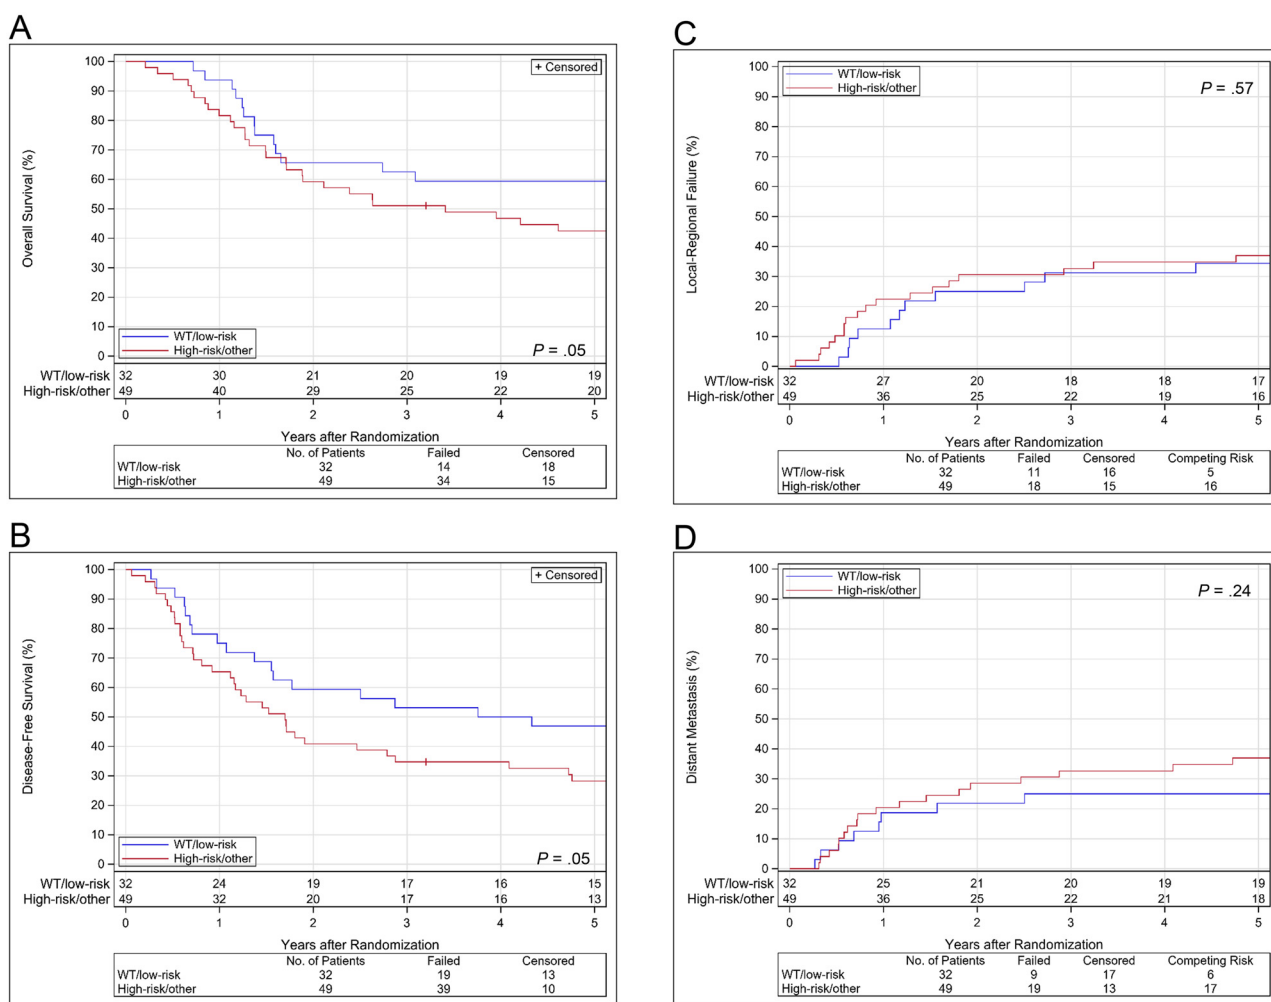 A
Overall Survival (%)
100
90
80
70
60
50
40
30
20
10
0
+ Censored
WT/low-risk
High-risk/other
P = .05
WT/low-risk 32 30 21 20 19 19
High-risk/other 49 40 29 25 22 20
0 1 2 3 4 5
Years after Randomization
No. of Patients Failed Censored
WT/low-risk 32 14 18
High-risk/other 49 34 15
B
Disease-Free Survival (%)
100
90
80
70
60
50
40
30
20
10
0
+ Censored
WT/low-risk
High-risk/other
P = .05
WT/low-risk 32 24 19 17 16 15
High-risk/other 49 32 20 17 16 13
0 1 2 3 4 5
Years after Randomization
No. of Patients Failed Censored
WT/low-risk 32 19 13
High-risk/other 49 39 10
C
Local-Regional Failure (%)
100
90
80
70
60
50
40
30
20
10
0
WT/low-risk
High-risk/other
P = .57
WT/low-risk 32 27 20 18 18 17
High-risk/other 49 36 25 22 19 16
0 1 2 3 4 5
Years after Randomization
No. of Patients Failed Censored Competing Risk
WT/low-risk 32 11 16 5
High-risk/other 49 18 15 16
D
Distant Metastasis (%)
100
90
80
70
60
50
40
30
20
10
0
WT/low-risk
High-risk/other
P = .24
WT/low-risk 32 25 21 20 19 19
High-risk/other 49 36 25 22 21 18
0 1 2 3 4 5
Years after Randomization
No. of Patients Failed Censored Competing Risk
WT/low-risk 32 9 17 6
High-risk/other 49 19 13 17